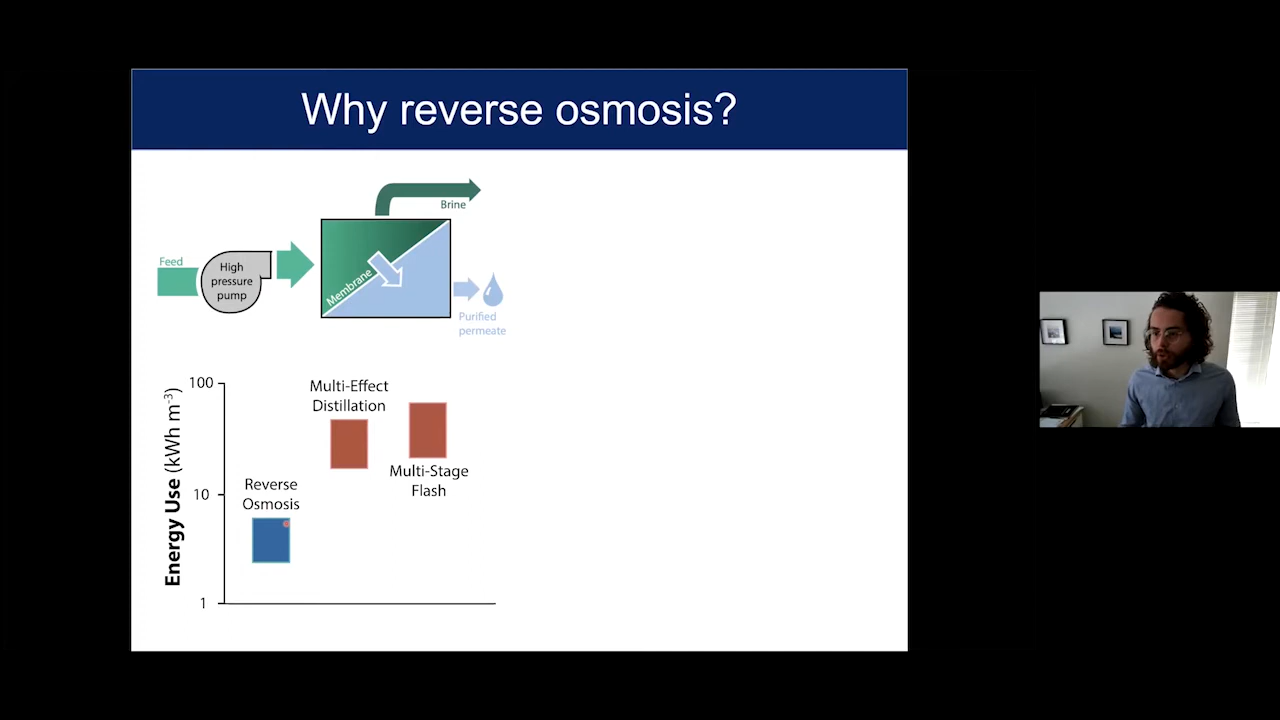 Why reverse osmosis?
Brine
Feed
High
pressure
pump
Membrane
Purified
permeate
Energy Use (kWh m-3)
100
10
1
Multi-Effect
Distillation
Multi-Stage
Flash
Reverse
Osmosis